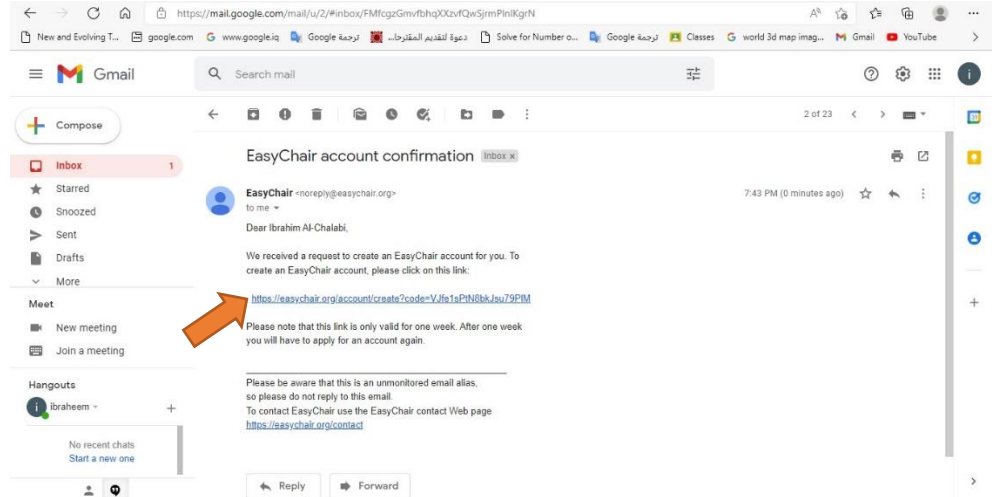 https://mail.google.com/mail/u/2/#inbox/FMfcgzGmvfbhqXXzvfQwSjrmPlnlKgrN
New and Evolving T... google.com www.google.iq ترجمة Google دعوة لتقديم المقترحا... Solve for Number o... ترجمة Google Classes world 3d map imag... Gmail YouTube
Gmail Search mail i
Compose 2 of 23
Inbox 1
Starred
Snoozed
Sent
Drafts
More
Meet
New meeting
Join a meeting
Hangouts
i ibraheem
No recent chats
Start a new one
EasyChair account confirmation Inbox x
EasyChair <noreply@easychair.org> 7:43 PM (0 minutes ago)
to me
Dear Ibrahim Al-Chalabi,
We received a request to create an EasyChair account for you. To
create an EasyChair account, please click on this link:
https://easychair.org/account/create?code=VJfe1sPtN8bkJsu79PlM
Please note that this link is only valid for one week. After one week
you will have to apply for an account again.
Please be aware that this is an unmonitored email alias,
so please do not reply to this email.
To contact EasyChair use the EasyChair contact Web page
https://easychair.org/contact
Reply Forward